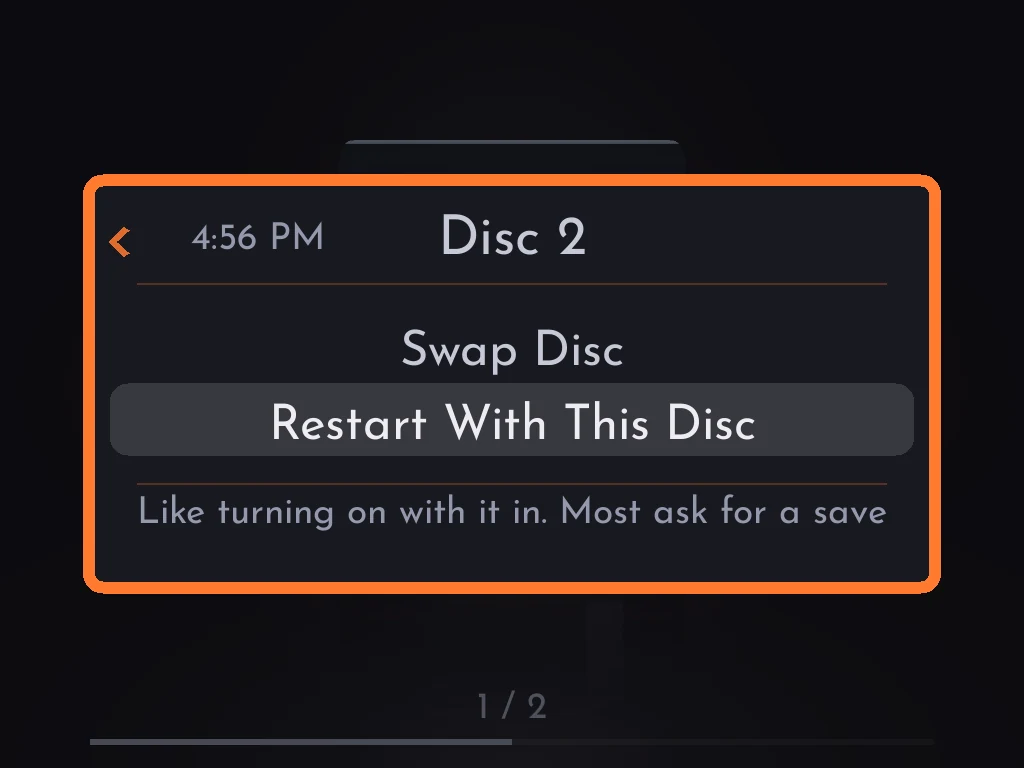 4:56 PM Disc 2
Swap Disc
Restart With This Disc
Like turning on with it in. Most ask for a save
1 / 2